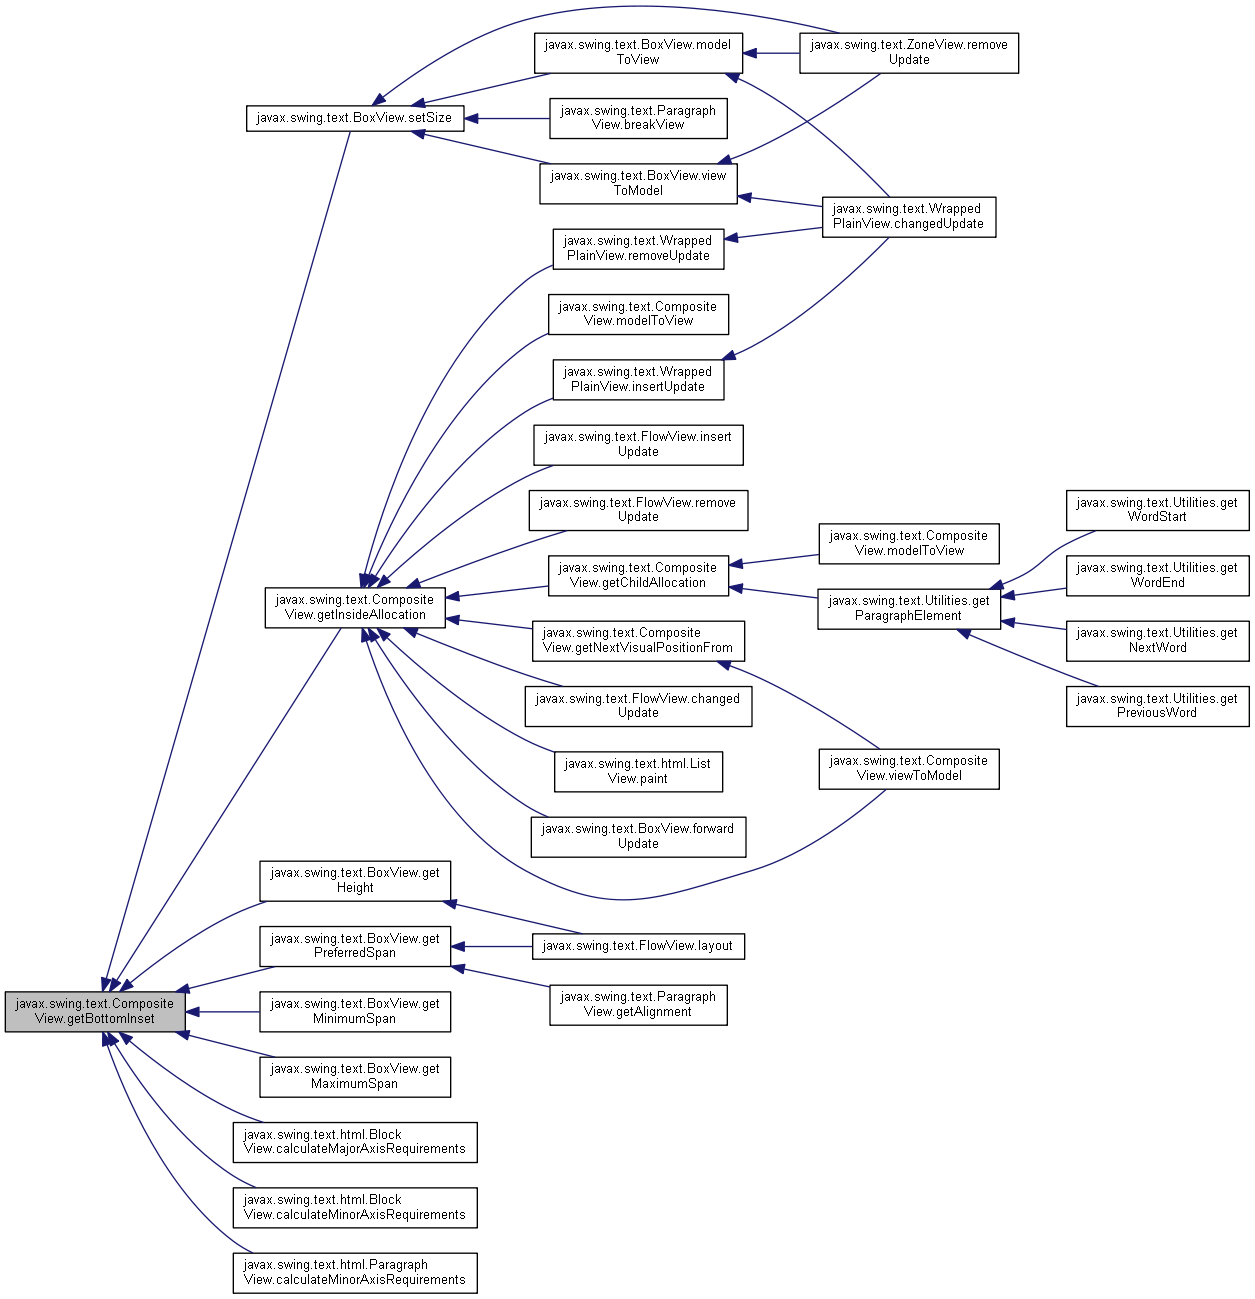 javax.swing.text.Composite
View.getBottomInset
javax.swing.text.BoxView.setSize
javax.swing.text.BoxView.model
ToView
javax.swing.text.ZoneView.remove
Update
javax.swing.text.Paragraph
View.breakView
javax.swing.text.BoxView.view
ToModel
javax.swing.text.Wrapped
PlainView.changedUpdate
javax.swing.text.Wrapped
PlainView.removeUpdate
javax.swing.text.Composite
View.modelToView
javax.swing.text.Wrapped
PlainView.insertUpdate
javax.swing.text.FlowView.insert
Update
javax.swing.text.FlowView.remove
Update
javax.swing.text.Composite
View.getInsideAllocation
javax.swing.text.Composite
View.getChildAllocation
javax.swing.text.Composite
View.modelToView
javax.swing.text.Utilities.get
ParagraphElement
javax.swing.text.Utilities.get
WordStart
javax.swing.text.Utilities.get
WordEnd
javax.swing.text.Utilities.get
NextWord
javax.swing.text.Utilities.get
PreviousWord
javax.swing.text.Composite
View.getNextVisualPositionFrom
javax.swing.text.FlowView.changed
Update
javax.swing.text.html.List
View.paint
javax.swing.text.Composite
View.viewToModel
javax.swing.text.BoxView.forward
Update
javax.swing.text.BoxView.get
Height
javax.swing.text.BoxView.get
PreferredSpan
javax.swing.text.FlowView.layout
javax.swing.text.Paragraph
View.getAlignment
javax.swing.text.BoxView.get
MinimumSpan
javax.swing.text.BoxView.get
MaximumSpan
javax.swing.text.html.Block
View.calculateMajorAxisRequirements
javax.swing.text.html.Block
View.calculateMinorAxisRequirements
javax.swing.text.html.Paragraph
View.calculateMinorAxisRequirements